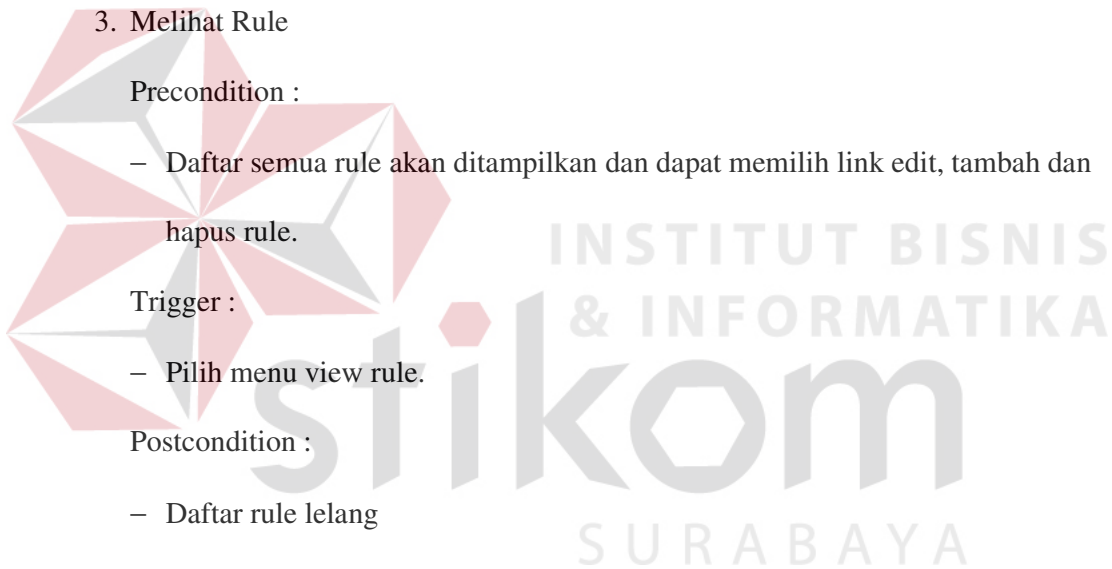 3. Melihat Rule
Precondition :
– Daftar semua rule akan ditampilkan dan dapat memilih link edit, tambah dan
hapus rule.
INSTITUT BISNIS
Trigger :
& INFORMATIKA
– Pilih menu view rule.
stikom
Postcondition :
– Daftar rule lelang
SURABAYA